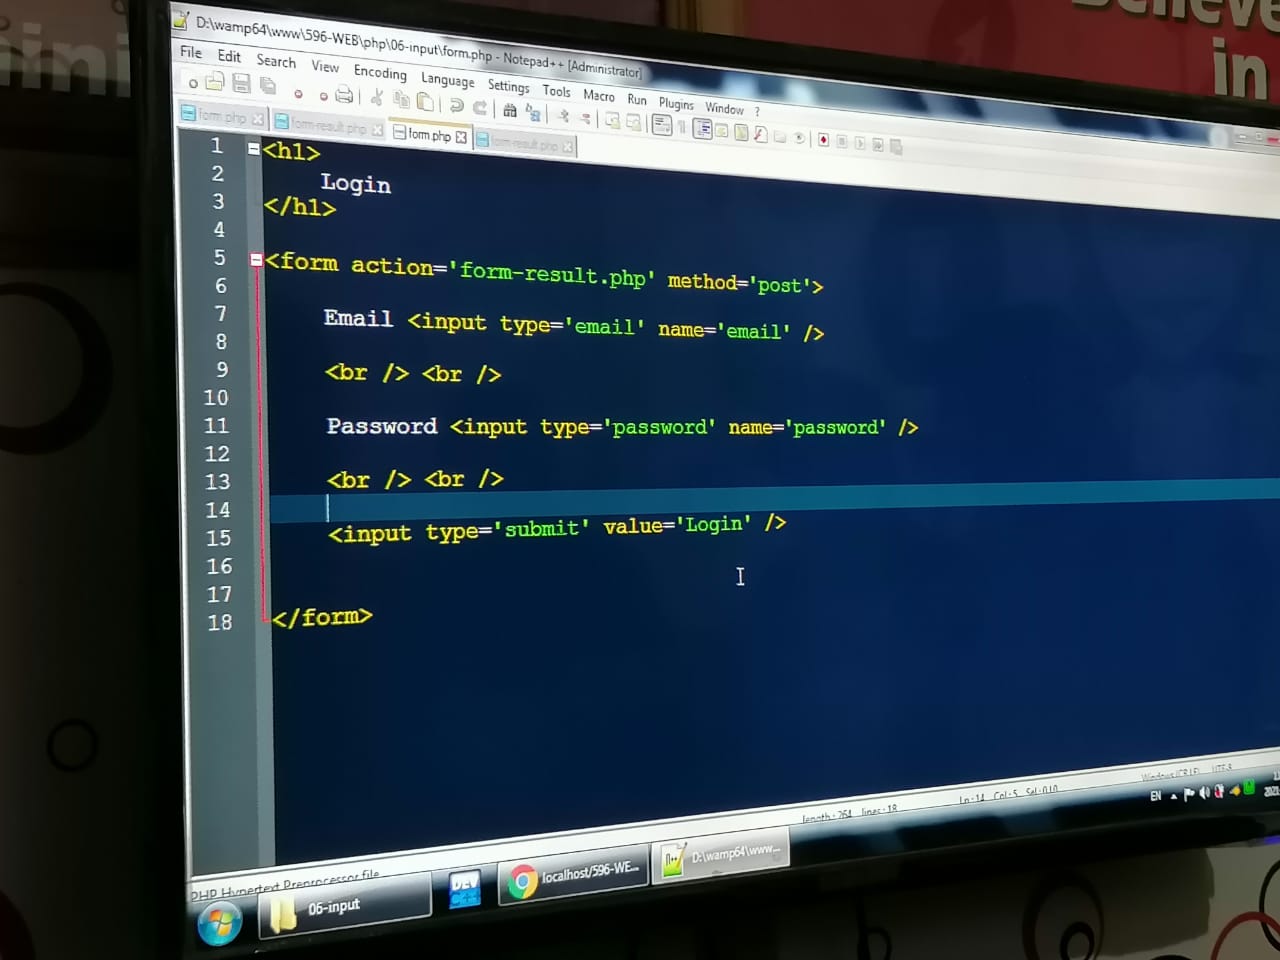 Believe
in
ini
D:\wamp64\www\596-WEB\php\06-input\form.php - Notepad++ [Administrator]
File Edit Search View Encoding Language Settings Tools Macro Run Plugins Window ?
form.php form-result.php form.php form-result.php
1 <h1>
2 Login
3 </h1>
4
5 <form action='form-result.php' method='post'>
6
7 Email <input type='email' name='email' />
8
9 <br /> <br />
10
11 Password <input type='password' name='password' />
12
13 <br /> <br />
14
15 <input type='submit' value='Login' />
16
17
18 </form>
PHP Hypertext Preprocessor file length : 264 lines : 18 Ln : 14 Col : 5 Sel : 0 | 0 Windows (CR LF) UTF-8
06-input DEV C++ localhost/596-WE... D:\wamp64\www... EN